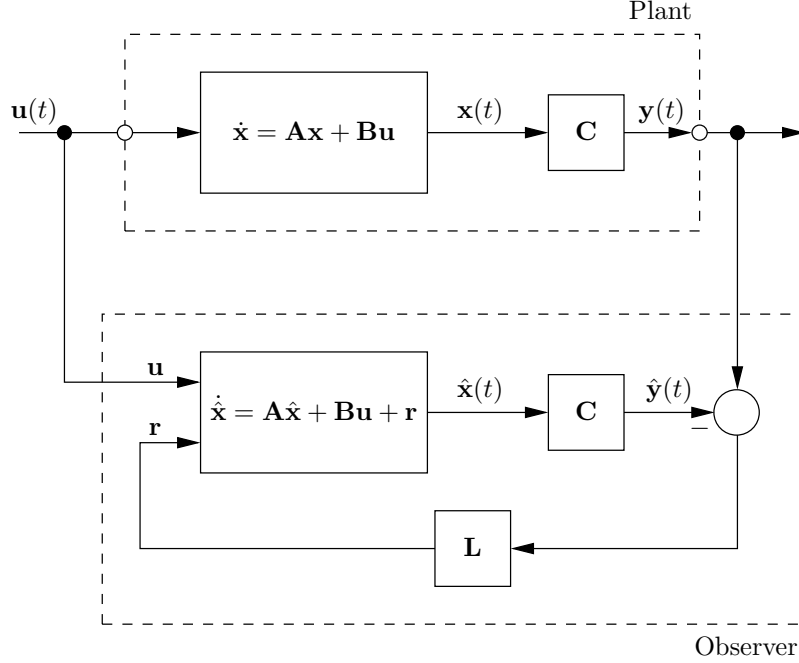 Plant
u(t)
ẋ = Ax + Bu
x(t)
C
y(t)
u
r
x̂̇ = Ax̂ + Bu + r
x̂(t)
C
ŷ(t)
−
L
Observer